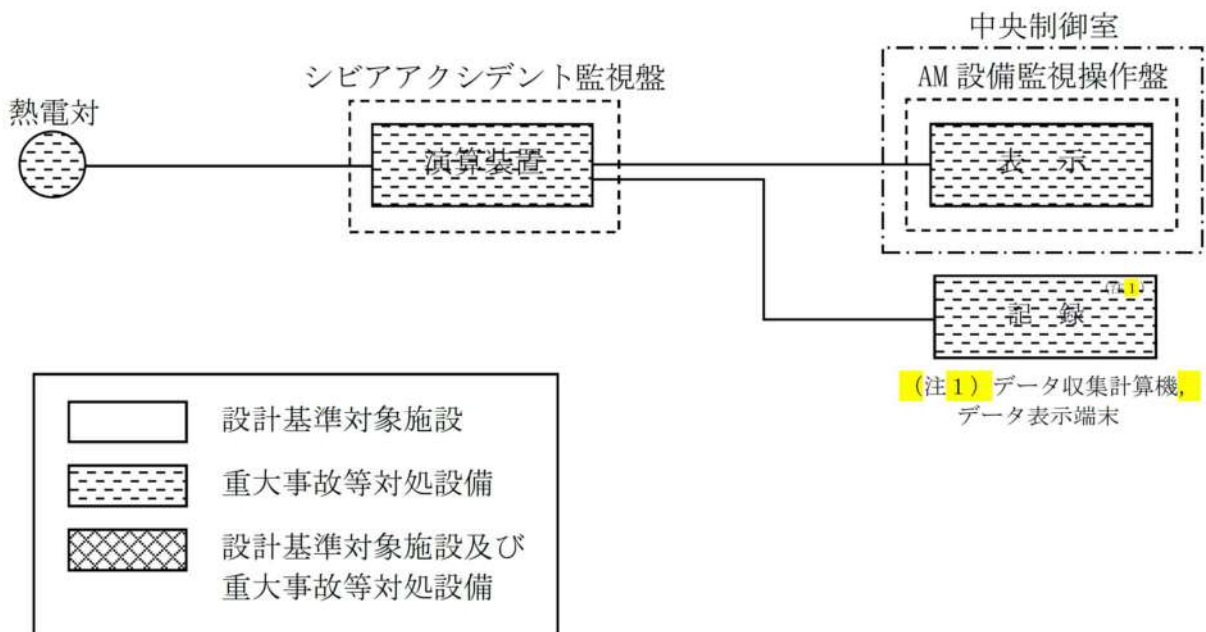 中央制御室
シビアアクシデント監視盤
AM 設備監視操作盤
熱電対
演算装置
表 示
(注1)
記 録
(注1) データ収集計算機,
データ表示端末
設計基準対象施設
重大事故等対処設備
設計基準対象施設及び
重大事故等対処設備